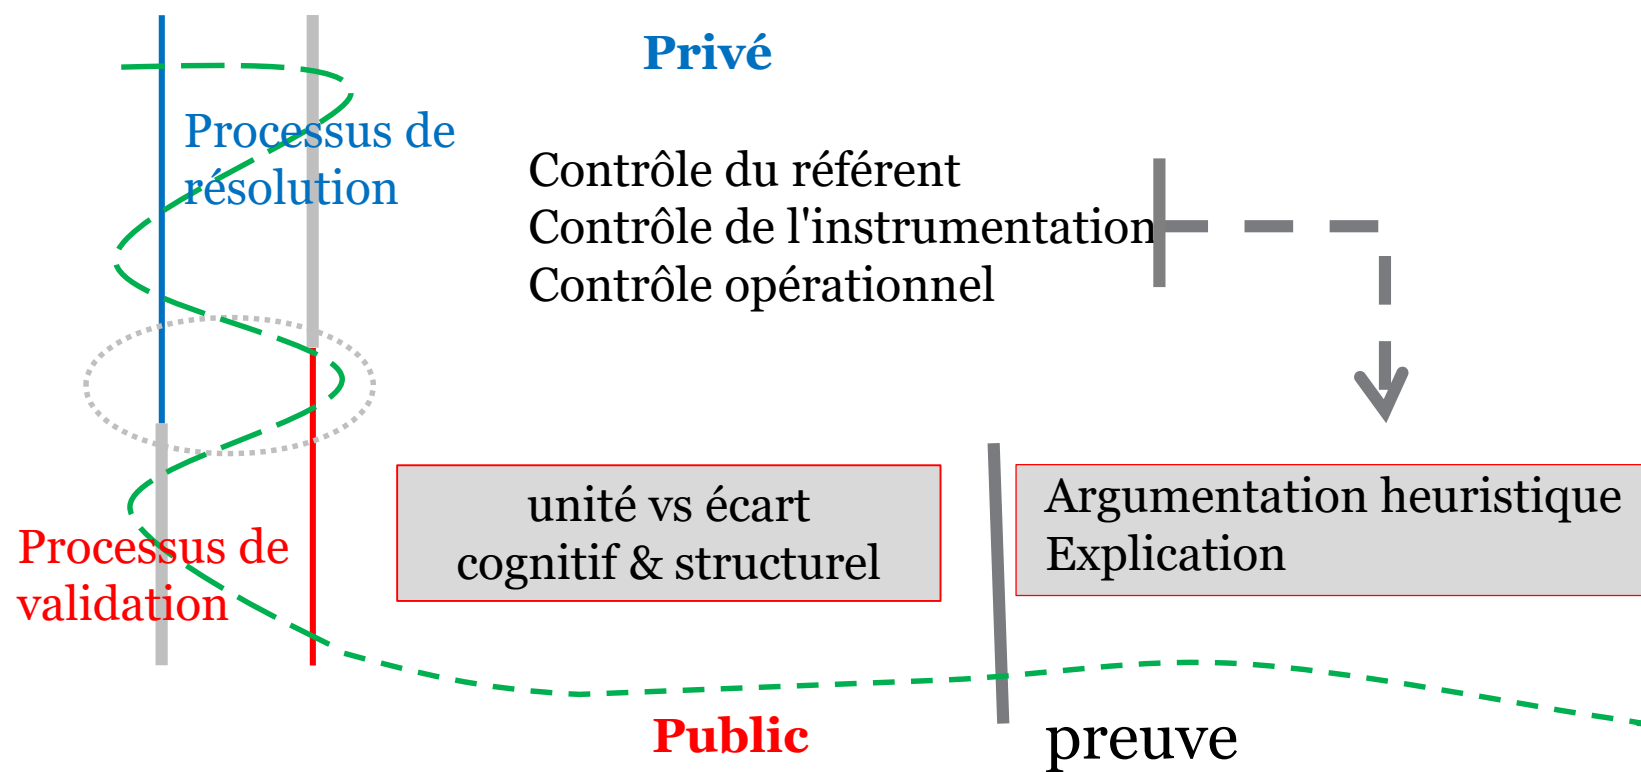 Privé
Processus de
résolution
Contrôle du référent
Contrôle de l'instrumentation
Contrôle opérationnel
unité vs écart
cognitif & structurel
Argumentation heuristique
Explication
Processus de
validation
Public
preuve